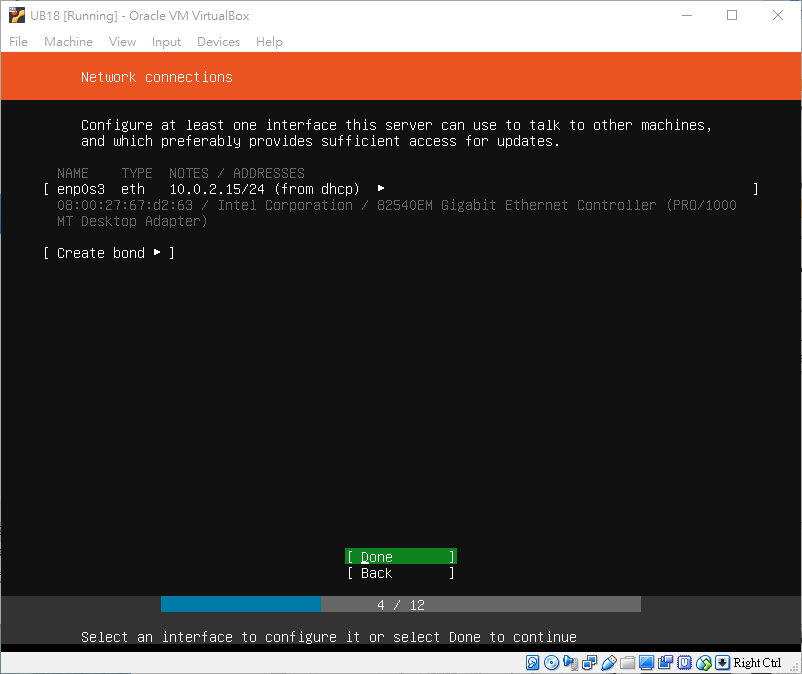 UB18 [Running] - Oracle VM VirtualBox
File Machine View Input Devices Help
Network connections
Configure at least one interface this server can use to talk to other machines,
and which preferably provides sufficient access for updates.
NAME TYPE NOTES / ADDRESSES
[ enp0s3 eth 10.0.2.15/24 (from dhcp) ▸ ]
08:00:27:67:d2:63 / Intel Corporation / 82540EM Gigabit Ethernet Controller (PRO/1000
MT Desktop Adapter)
[ Create bond ▸ ]
[ Done ]
[ Back ]
4 / 12
Select an interface to configure it or select Done to continue
Right Ctrl